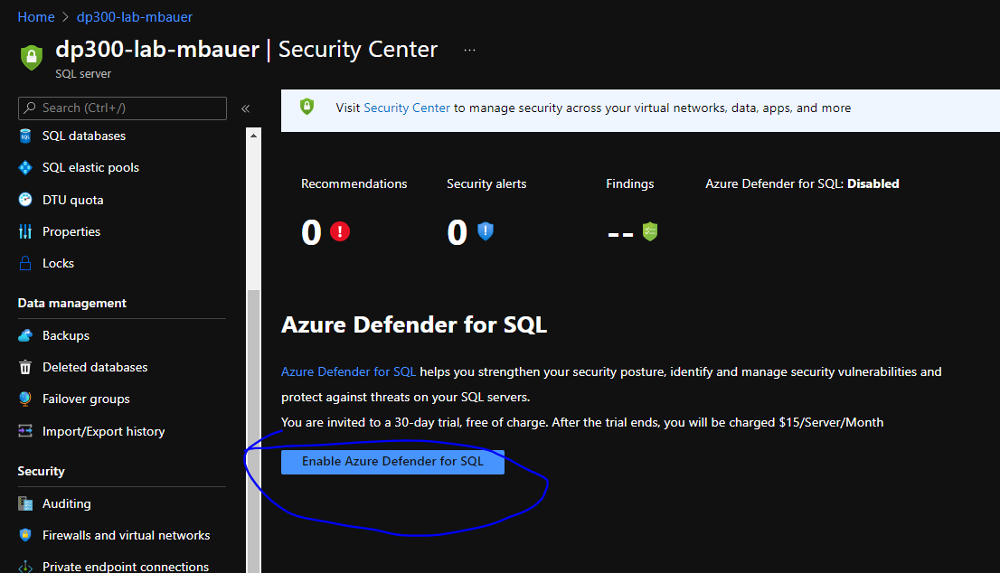 Home > dp300-lab-mbauer
dp300-lab-mbauer | Security Center ...
SQL server
Search (Ctrl+/)
«
SQL databases
SQL elastic pools
DTU quota
Properties
Locks
Data management
Backups
Deleted databases
Failover groups
Import/Export history
Security
Auditing
Firewalls and virtual networks
Private endpoint connections
Visit Security Center to manage security across your virtual networks, data, apps, and more
Recommendations Security alerts Findings Azure Defender for SQL: Disabled
0 0 --
Azure Defender for SQL
Azure Defender for SQL helps you strengthen your security posture, identify and manage security vulnerabilities and
protect against threats on your SQL servers.
You are invited to a 30-day trial, free of charge. After the trial ends, you will be charged $15/Server/Month
Enable Azure Defender for SQL